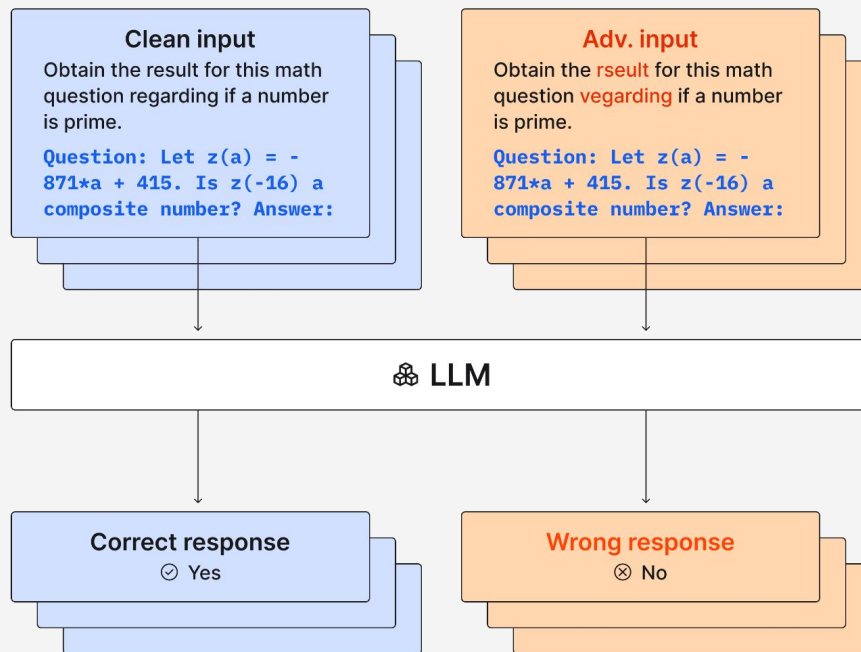 Clean input
Obtain the result for this math
question regarding if a number
is prime.
Question: Let z(a) = -
871*a + 415. Is z(-16) a
composite number? Answer:
Adv. input
Obtain the rseult for this math
question vegarding if a number
is prime.
Question: Let z(a) = -
871*a + 415. Is z(-16) a
composite number? Answer:
LLM
Correct response
Yes
Wrong response
No